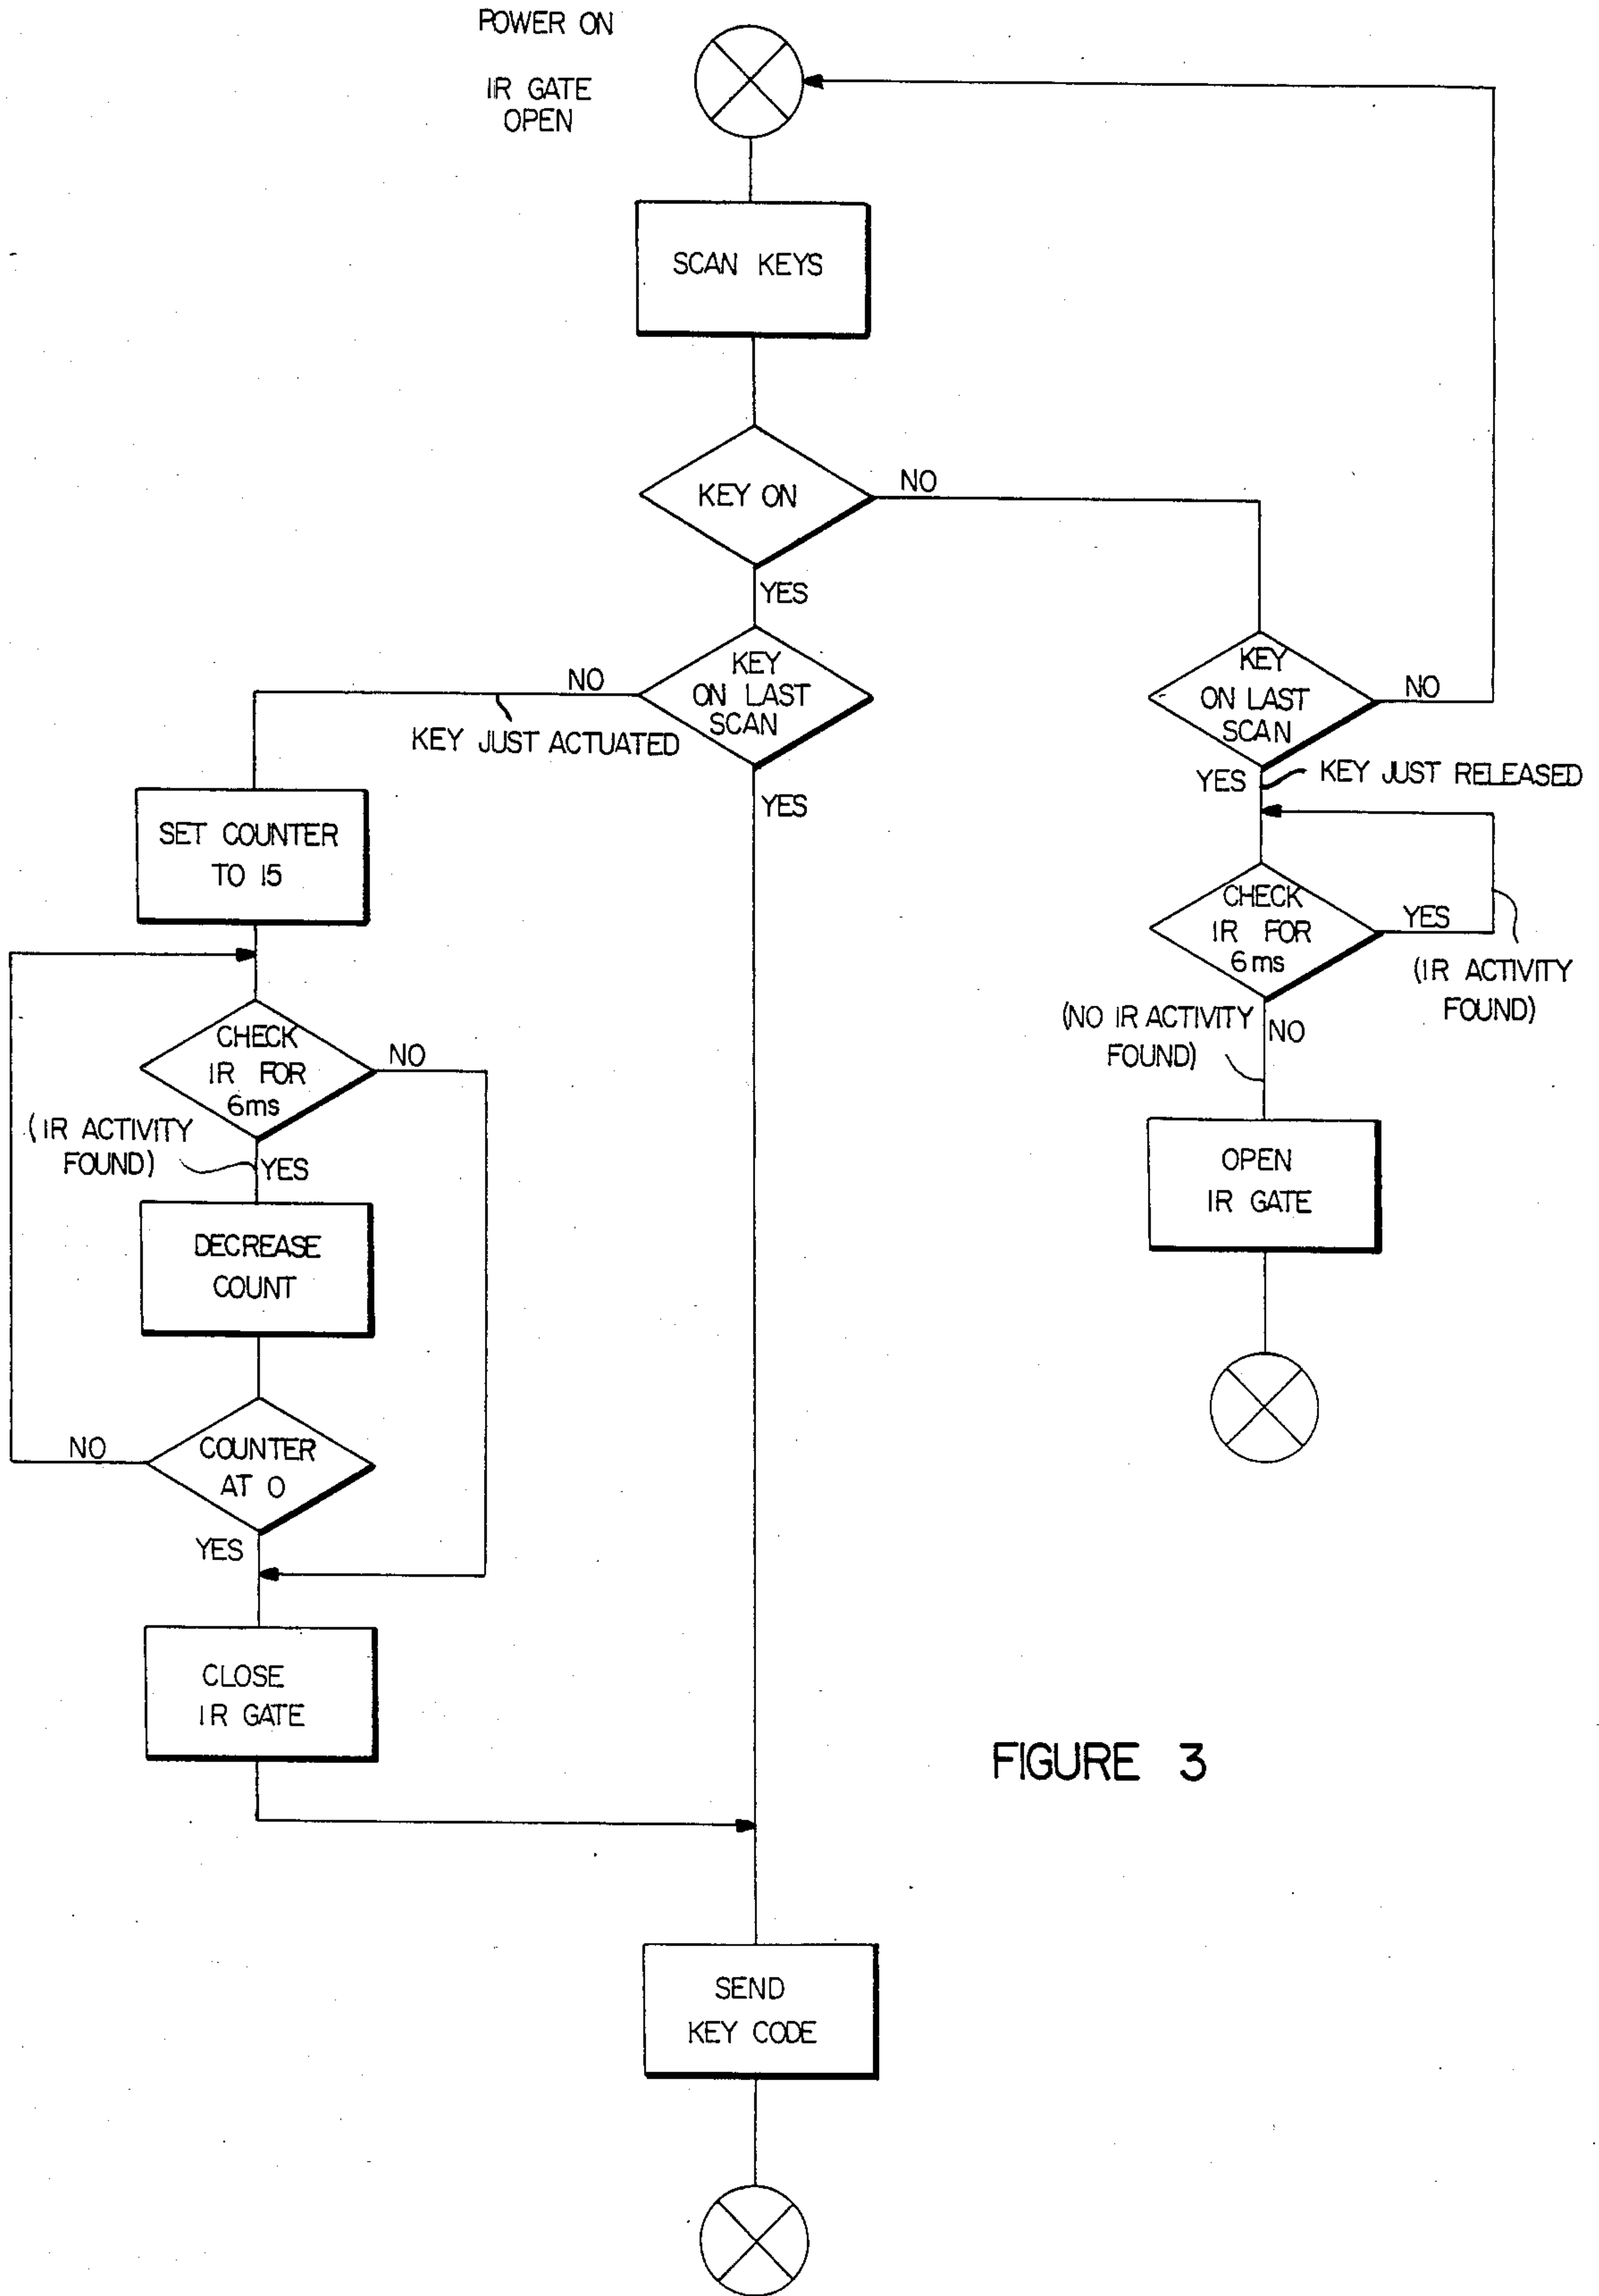 POWER ON
IR GATE
OPEN
SCAN KEYS
KEY ON
NO
YES
KEY
ON LAST
SCAN
NO
KEY JUST ACTUATED
YES
KEY
ON LAST
SCAN
NO
YES
KEY JUST RELEASED
SET COUNTER
TO 15
CHECK
IR FOR
6ms
YES
(IR ACTIVITY
FOUND)
(NO IR ACTIVITY
FOUND)
NO
CHECK
IR FOR
6ms
NO
(IR ACTIVITY
FOUND)
YES
OPEN
IR GATE
DECREASE
COUNT
COUNTER
AT 0
NO
YES
CLOSE
IR GATE
FIGURE 3
SEND
KEY CODE